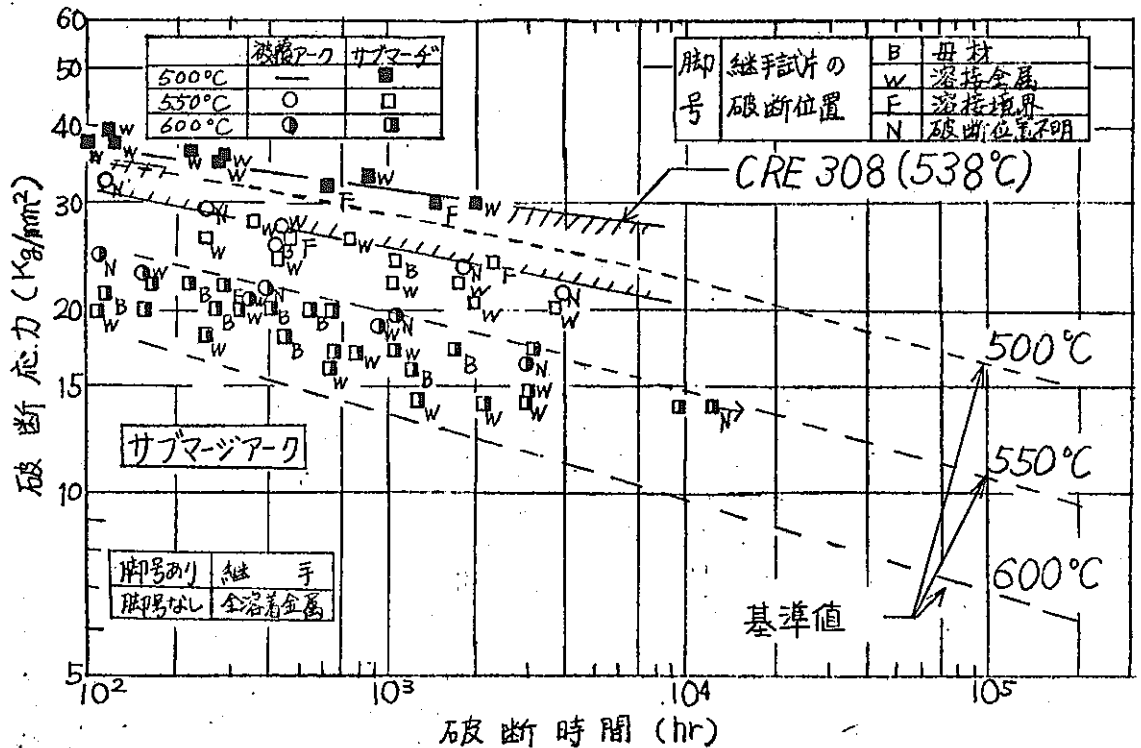 60
50
40
30
20
15
10
5
破断応力 (Kg/mm²)
被覆アーク サブマーヂ
500℃ —
550℃
600℃
脚号 継手試片の破断位置
B 母材
W 溶接金属
F 溶接境界
N 破断位置不明
CRE 308 (538℃)
500℃
550℃
600℃
基準値
サブマージアーク
脚号あり 継手
脚号なし 全溶着金属
10² 10³ 10⁴ 10⁵
破断時間 (hr)